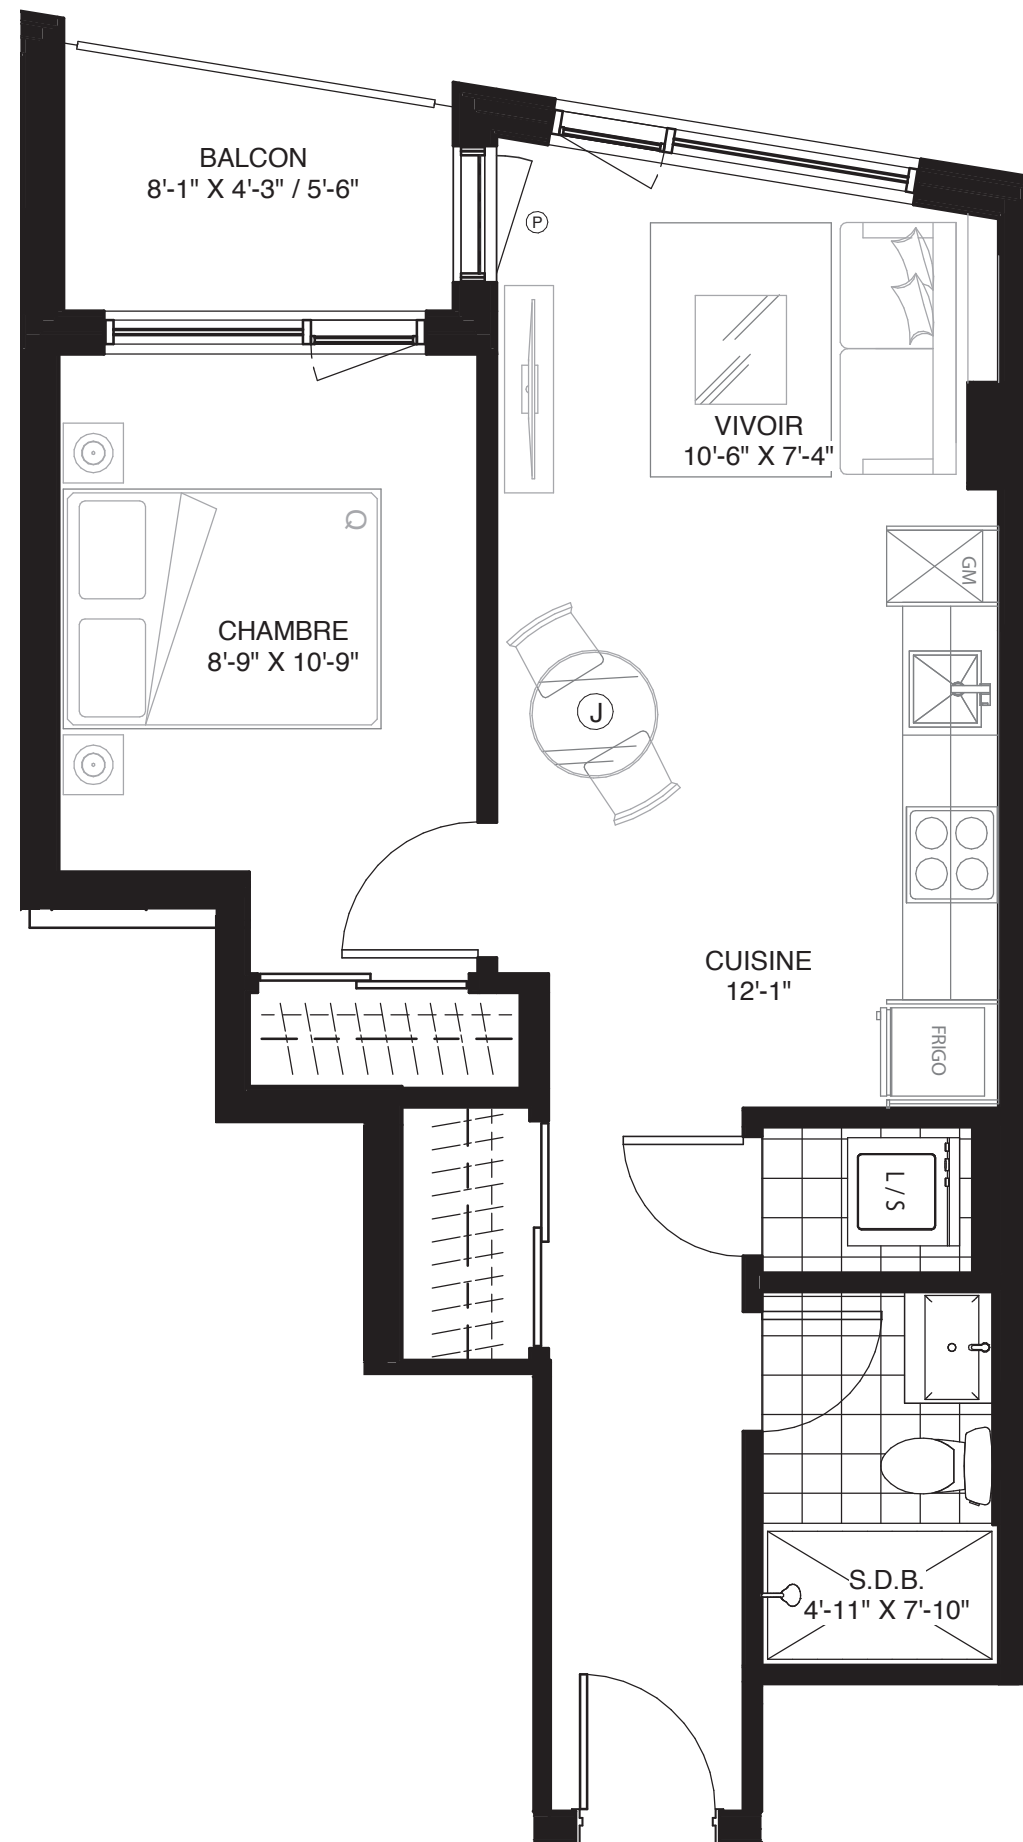 BALCON
8'-1" X 4'-3" / 5'-6"
P
VIVOIR
10'-6" X 7'-4"
Q
GM
CHAMBRE
8'-9" X 10'-9"
J
CUISINE
12'-1"
FRIGO
L / S
S.D.B.
4'-11" X 7'-10"